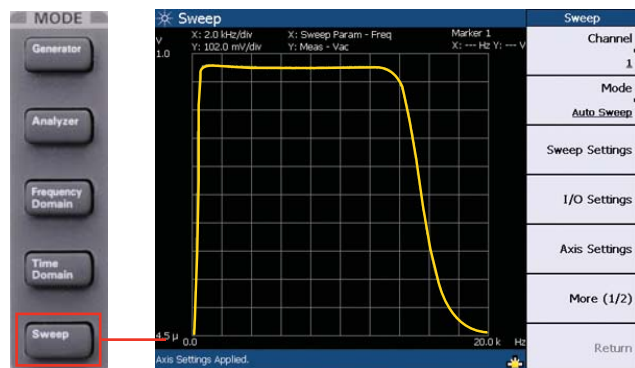 MODE
Generator
Analyzer
Frequency
Domain
Time
Domain
Sweep
Sweep
V
X: 2.0 kHz/div
X: Sweep Param - Freq
Marker 1
Y: 102.0 mV/div
Y: Meas - Vac
X: --- Hz Y: --- V
1.0
4.5 µ
0.0
20.0 k
Hz
Axis Settings Applied.
Sweep
Channel
1
Mode
Auto Sweep
Sweep Settings
I/O Settings
Axis Settings
More (1/2)
Return